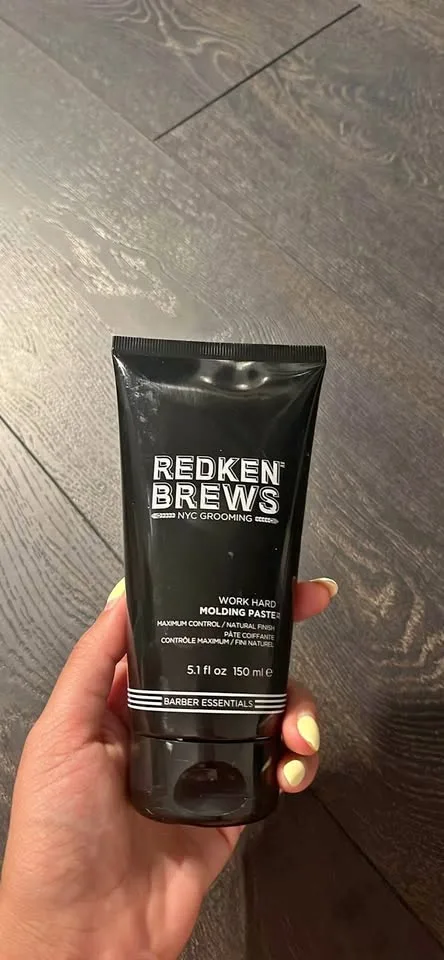 REDKEN™
BREWS
NYC GROOMING
WORK HARD
MOLDING PASTE
MAXIMUM CONTROL / NATURAL FINISH
PÂTE COIFFANTE
CONTRÔLE MAXIMUM / FINI NATUREL
5.1 fl oz 150 ml ℮
BARBER ESSENTIALS